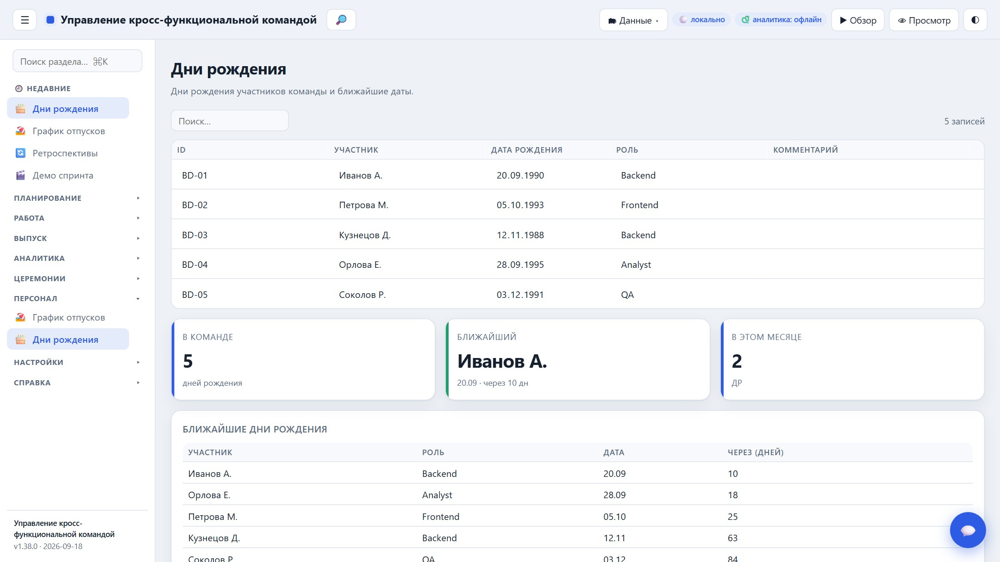 ☰ Управление кросс-функциональной командой
Данные ▾
локально
аналитика: офлайн
▶ Обзор
Просмотр
Поиск раздела... ⌘K
НЕДАВНИЕ
Дни рождения
График отпусков
Ретроспективы
Демо спринта
ПЛАНИРОВАНИЕ
РАБОТА
ВЫПУСК
АНАЛИТИКА
ЦЕРЕМОНИИ
ПЕРСОНАЛ
График отпусков
Дни рождения
НАСТРОЙКИ
СПРАВКА
Управление кросс-
функциональной командой
v1.38.0 · 2026-09-18
Дни рождения
Дни рождения участников команды и ближайшие даты.
Поиск...
5 записей
ID УЧАСТНИК ДАТА РОЖДЕНИЯ РОЛЬ КОММЕНТАРИЙ
BD-01 Иванов А. 20.09.1990 Backend
BD-02 Петрова М. 05.10.1993 Frontend
BD-03 Кузнецов Д. 12.11.1988 Backend
BD-04 Орлова Е. 28.09.1995 Analyst
BD-05 Соколов Р. 03.12.1991 QA
В КОМАНДЕ
5
дней рождения
БЛИЖАЙШИЙ
Иванов А.
20.09 · через 10 дн
В ЭТОМ МЕСЯЦЕ
2
ДР
БЛИЖАЙШИЕ ДНИ РОЖДЕНИЯ
УЧАСТНИК РОЛЬ ДАТА ЧЕРЕЗ (ДНЕЙ)
Иванов А. Backend 20.09 10
Орлова Е. Analyst 28.09 18
Петрова М. Frontend 05.10 25
Кузнецов Д. Backend 12.11 63
Соколов Р. QA 03.12 84